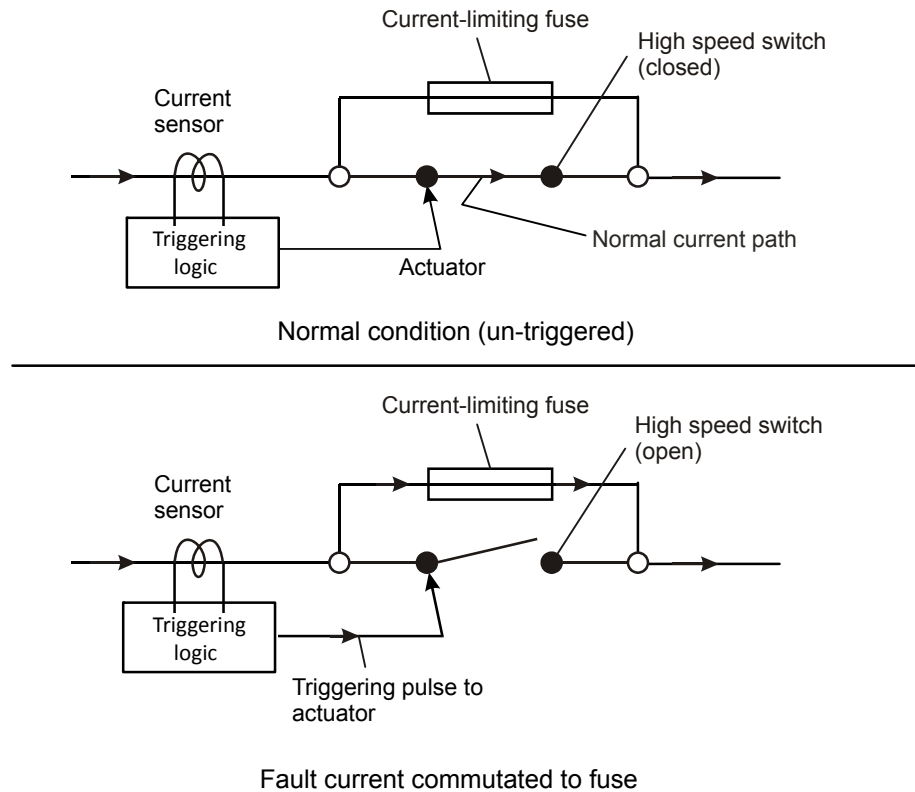 Current-limiting fuse
High speed switch
(closed)
Current
sensor
Triggering
logic
Actuator
Normal current path
Normal condition (un-triggered)
Current-limiting fuse
High speed switch
(open)
Current
sensor
Triggering
logic
Triggering pulse to
actuator
Fault current commutated to fuse